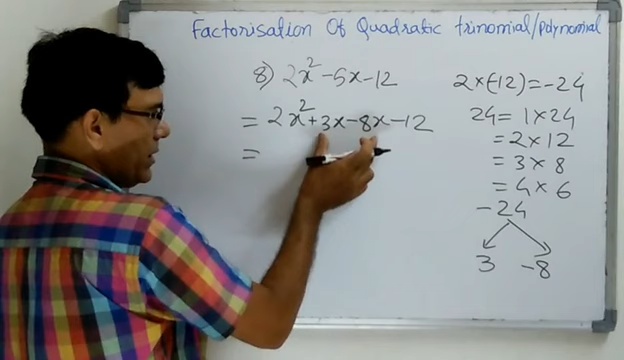 Factorisation Of Quadratic trinomial/polynomial
8) 2x²-5x-12
= 2x²+3x-8x-12
=
2×(-12)=-24
24= 1×24
= 2×12
= 3×8
= 4×6
-24
3 -8